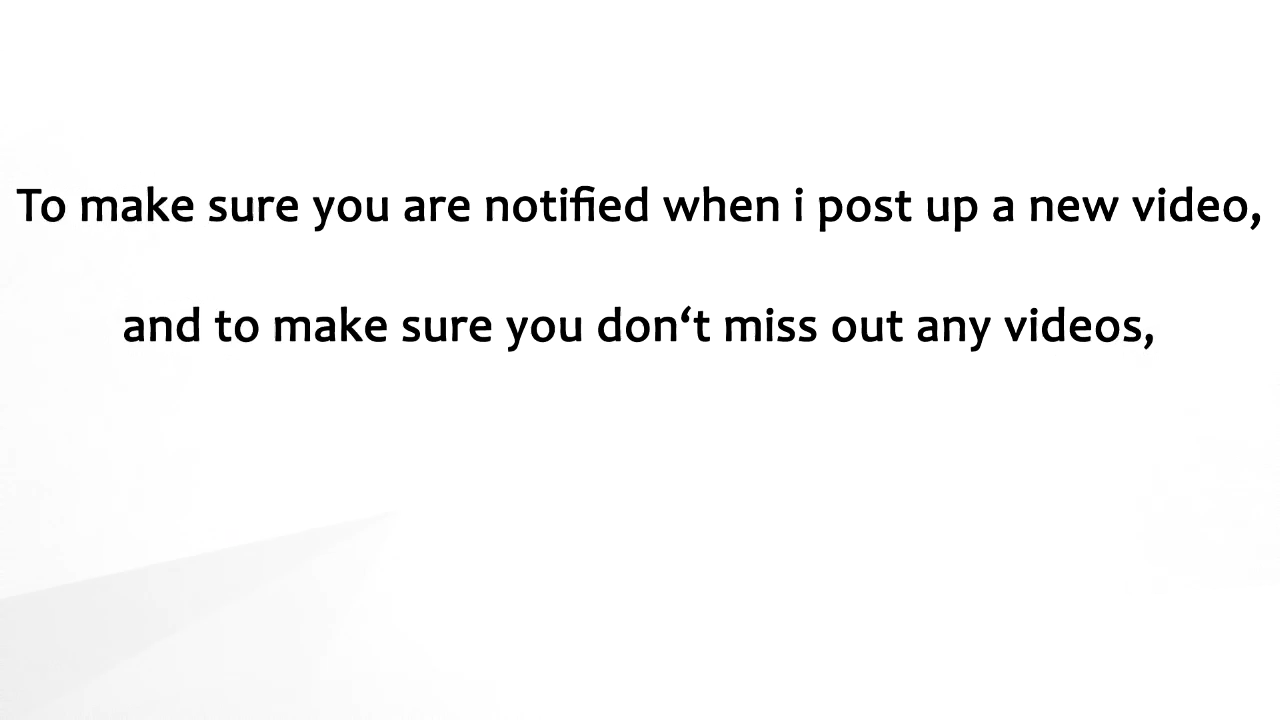 To make sure you are notified when i post up a new video,
and to make sure you don‘t miss out any videos,